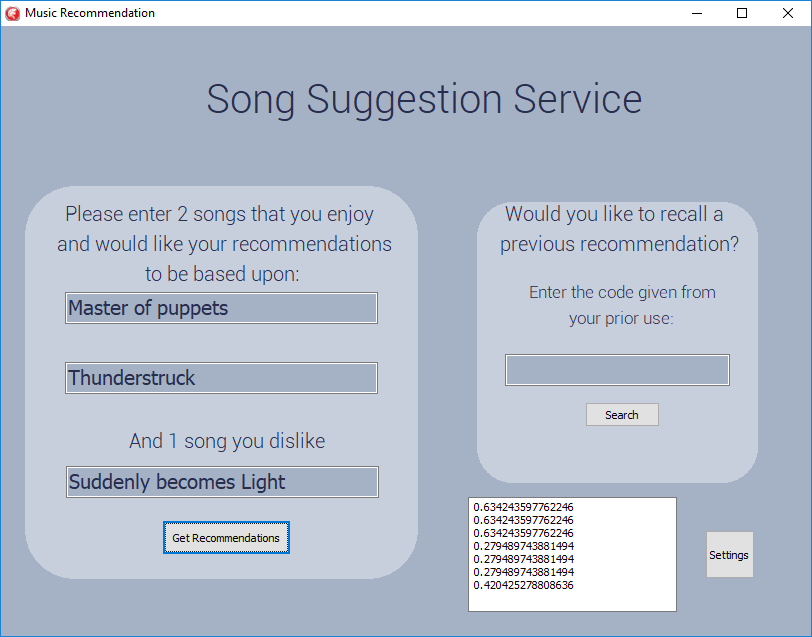 Music Recommendation
Song Suggestion Service
Please enter 2 songs that you enjoy
and would like your recommendations
to be based upon:
Master of puppets
Thunderstruck
And 1 song you dislike
Suddenly becomes Light
Get Recommendations
Would you like to recall a
previous recommendation?
Enter the code given from
your prior use:
Search
0.634243597762246
0.634243597762246
0.634243597762246
0.279489743881494
0.279489743881494
0.279489743881494
0.420425278808636
Settings